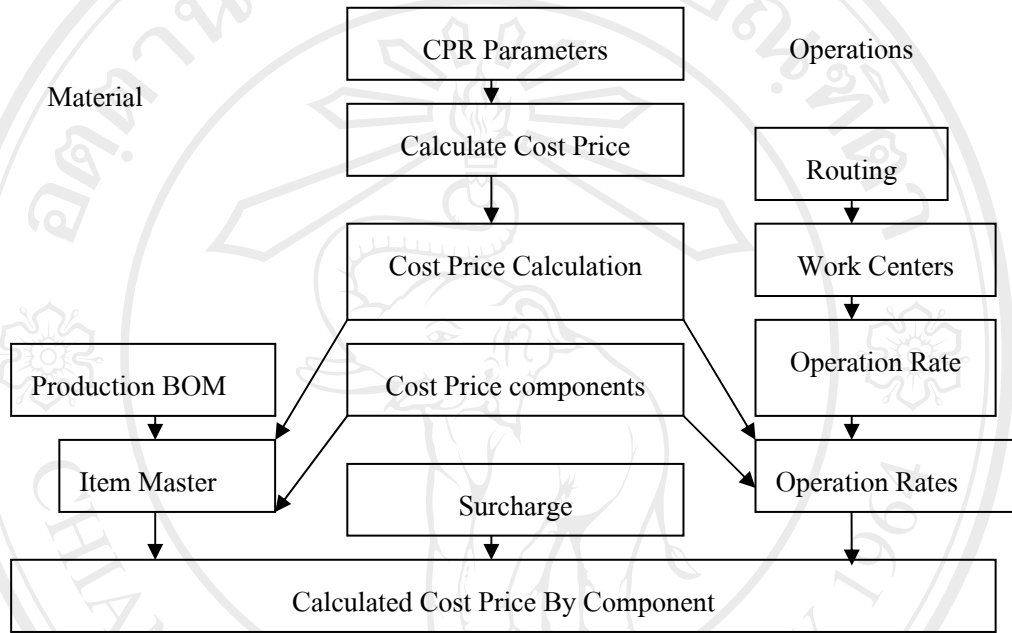 CPR Parameters
Operations
Material
Calculate Cost Price
Routing
Cost Price Calculation
Work Centers
Production BOM
Cost Price components
Operation Rate
Item Master
Surcharge
Operation Rates
Calculated Cost Price By Component
1964